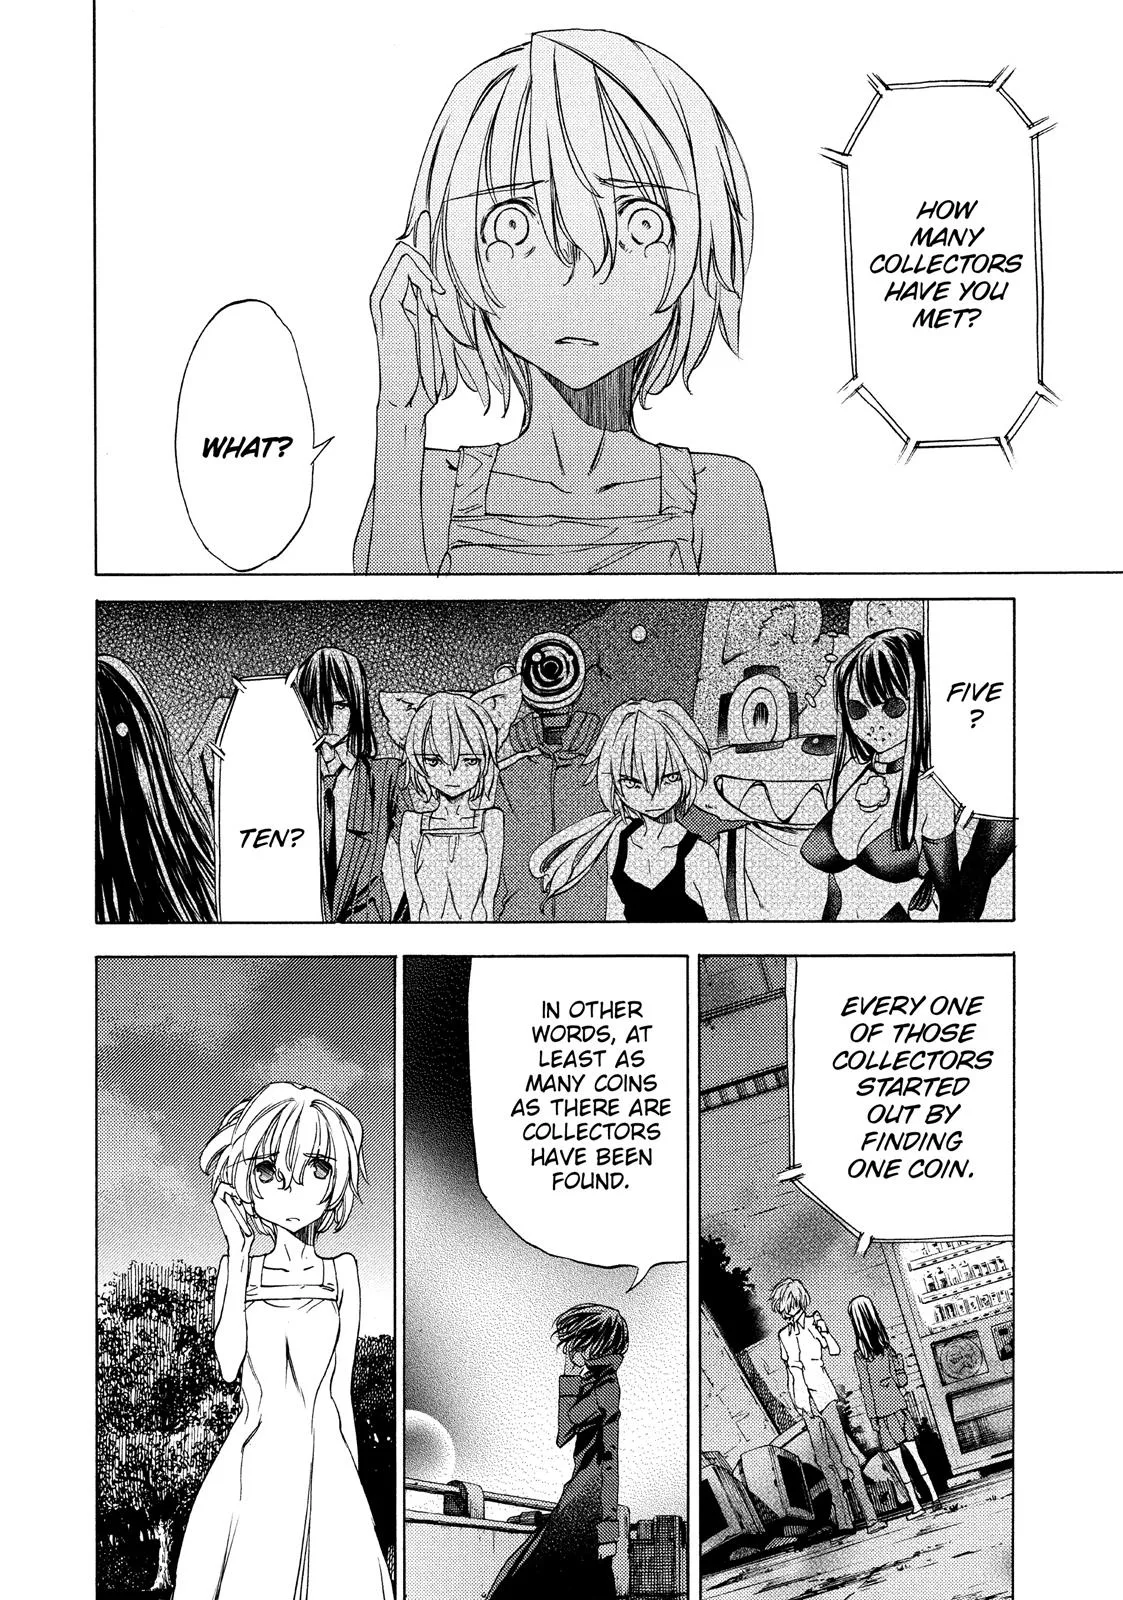 HOW
MANY
COLLECTORS
HAVE YOU
MET?
WHAT?
FIVE
?
TEN?
EVERY ONE
OF THOSE
COLLECTORS
STARTED
OUT BY
FINDING
ONE COIN.
IN OTHER
WORDS, AT
LEAST AS
MANY COINS
AS THERE ARE
COLLECTORS
HAVE BEEN
FOUND.